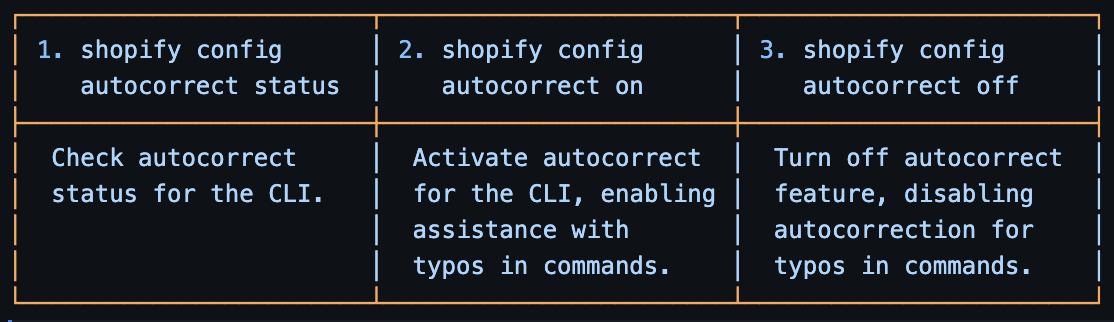 1. shopify config
autocorrect status
2. shopify config
autocorrect on
3. shopify config
autocorrect off
Check autocorrect
status for the CLI.
Activate autocorrect
for the CLI, enabling
assistance with
typos in commands.
Turn off autocorrect
feature, disabling
autocorrection for
typos in commands.